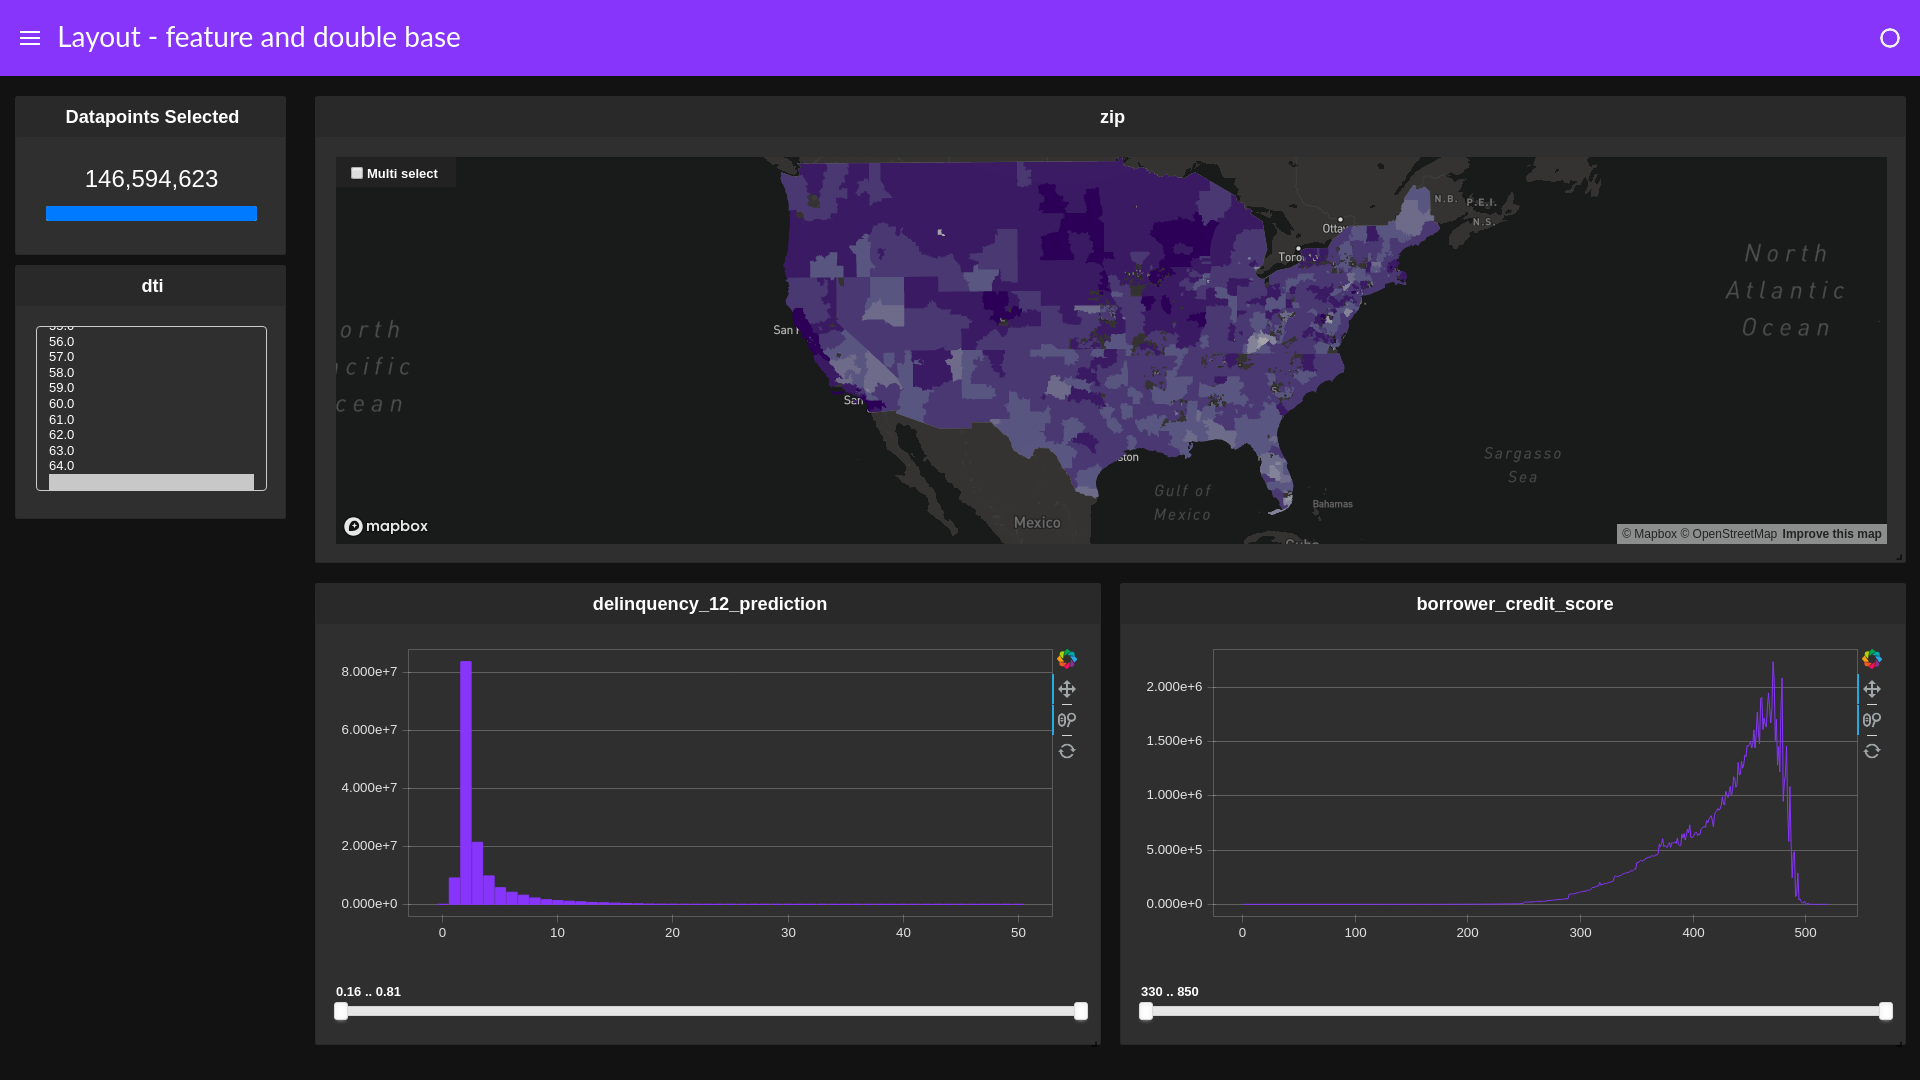 Layout - feature and double base
Datapoints Selected
146,594,623
dti
55.0
56.0
57.0
58.0
59.0
60.0
61.0
62.0
63.0
64.0
zip
Multi select
N.B.
P.E.I.
N.S.
North
Atlantic
Ocean
orth
cific
cean
San
San
ston
Gulf of
Mexico
Mexico
Sargasso
Sea
Bahamas
mapbox
© Mapbox © OpenStreetMap Improve this map
delinquency_12_prediction
8.000e+7
6.000e+7
4.000e+7
2.000e+7
0.000e+0
0 10 20 30 40 50
0.16 .. 0.81
borrower_credit_score
2.000e+6
1.500e+6
1.000e+6
5.000e+5
0.000e+0
0 100 200 300 400 500
330 .. 850